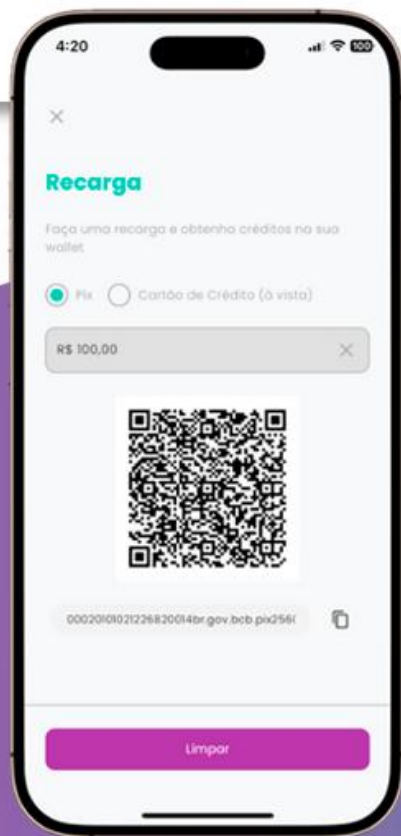 4:20
100
Recarga
Faça uma recarga e obtenha créditos na sua
wallet
Pix Cartão de Crédito (à vista)
R$ 100,00
00020101021226820014br.gov.bcb.pix256(
Limpar